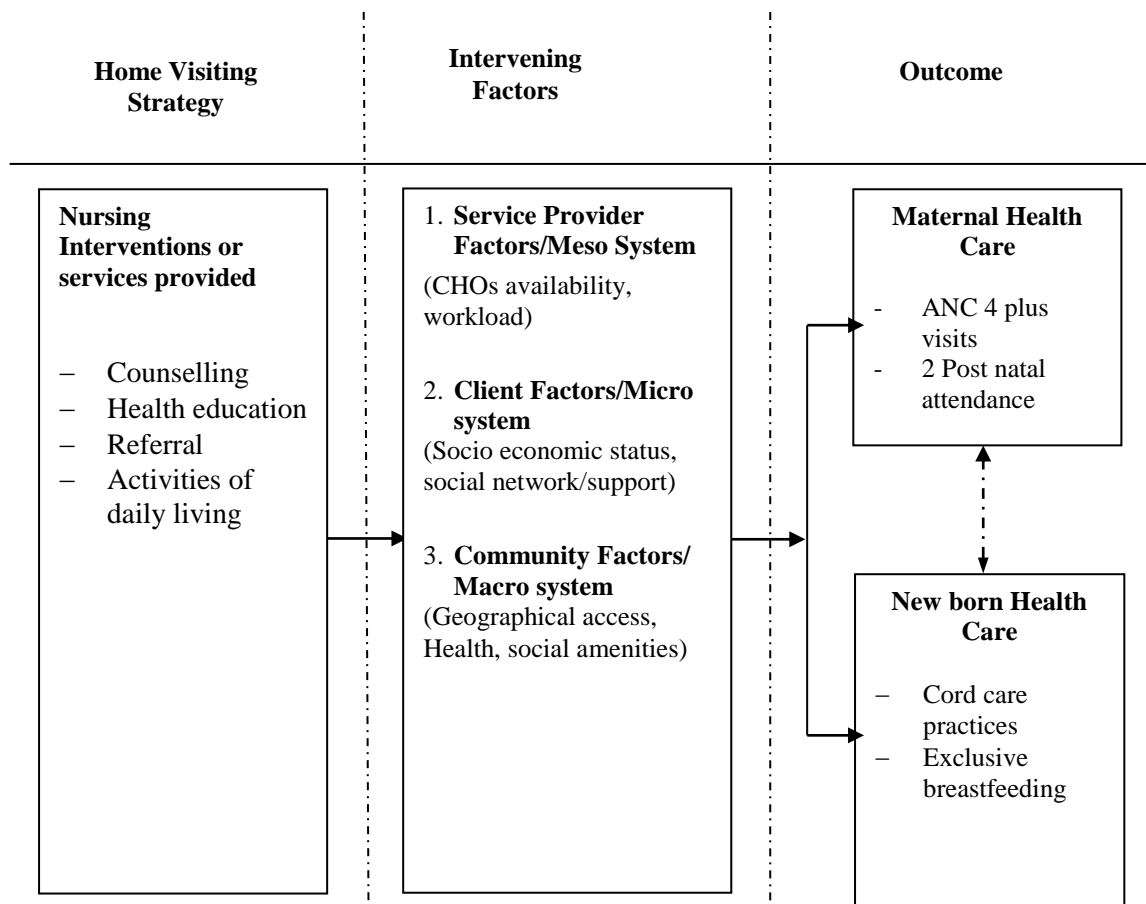 Home Visiting
Strategy
Intervening
Factors
Outcome
Nursing
Interventions or
services provided
– Counselling
– Health education
– Referral
– Activities of
daily living
1. Service Provider
Factors/Meso System
(CHOs availability,
workload)
2. Client Factors/Micro
system
(Socio economic status,
social network/support)
3. Community Factors/
Macro system
(Geographical access,
Health, social amenities)
Maternal Health
Care
- ANC 4 plus
visits
- 2 Post natal
attendance
New born Health
Care
– Cord care
practices
– Exclusive
breastfeeding